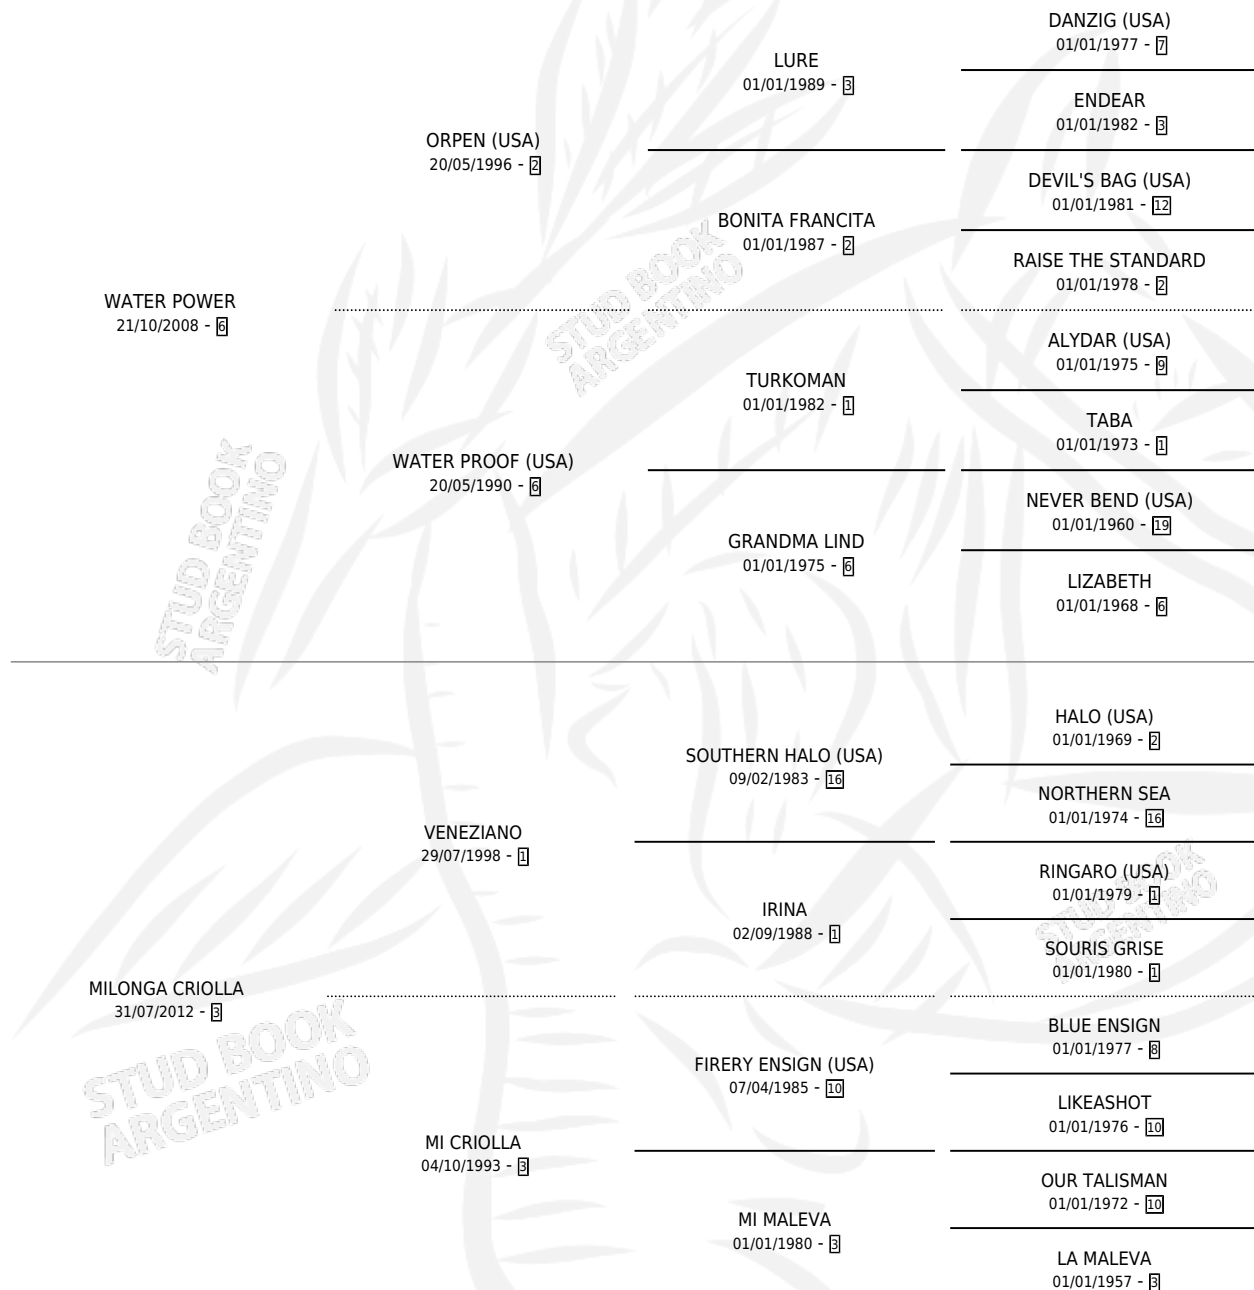 DANZIG (USA)
01/01/1977 - 7
LURE
01/01/1989 - 3
ENDEAR
01/01/1982 - 3
ORPEN (USA)
20/05/1996 - 2
DEVIL'S BAG (USA)
01/01/1981 - 12
BONITA FRANCITA
01/01/1987 - 2
RAISE THE STANDARD
01/01/1978 - 2
WATER POWER
21/10/2008 - 6
ALYDAR (USA)
01/01/1975 - 9
TURKOMAN
01/01/1982 - 1
TABA
01/01/1973 - 1
WATER PROOF (USA)
20/05/1990 - 6
NEVER BEND (USA)
01/01/1960 - 19
GRANDMA LIND
01/01/1975 - 6
LIZABETH
01/01/1968 - 6
HALO (USA)
01/01/1969 - 2
SOUTHERN HALO (USA)
09/02/1983 - 16
NORTHERN SEA
01/01/1974 - 16
VENEZIANO
29/07/1998 - 1
RINGARO (USA)
01/01/1979 - 1
IRINA
02/09/1988 - 1
SOURIS GRISE
01/01/1980 - 1
MILONGA CRIOLLA
31/07/2012 - 3
BLUE ENSIGN
01/01/1977 - 8
FIRERY ENSIGN (USA)
07/04/1985 - 10
LIKEASHOT
01/01/1976 - 10
MI CRIOLLA
04/10/1993 - 3
OUR TALISMAN
01/01/1972 - 10
MI MALEVA
01/01/1980 - 3
LA MALEVA
01/01/1957 - 3
STUD BOOK
ARGENTINO
STUD BOOK
ARGENTINO
STUD BOOK
ARGENTINO
STUD BOOK
ARGENTINO